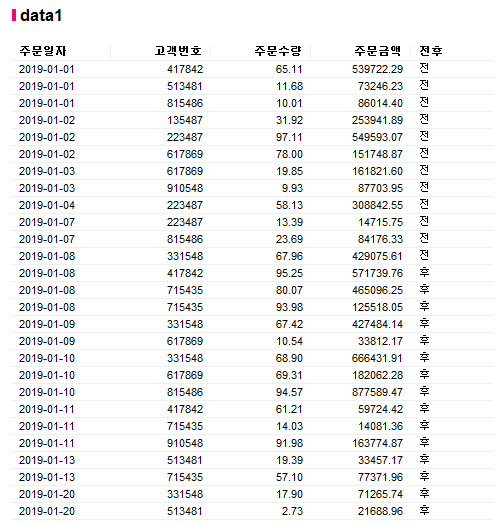 data1
주문일자 고객번호 주문수량 주문금액 전후
2019-01-01 417842 65.11 539722.29 전
2019-01-01 513481 11.68 73246.23 전
2019-01-01 815486 10.01 86014.40 전
2019-01-02 135487 31.92 253941.89 전
2019-01-02 223487 97.11 549593.07 전
2019-01-02 617869 78.00 151748.87 전
2019-01-03 617869 19.85 161821.60 전
2019-01-03 910548 9.93 87703.95 전
2019-01-04 223487 58.13 308842.55 전
2019-01-07 223487 13.39 14715.75 전
2019-01-07 815486 23.69 84176.33 전
2019-01-08 331548 67.96 429075.61 전
2019-01-08 417842 95.25 571739.76 후
2019-01-08 715435 80.07 465096.25 후
2019-01-08 715435 93.98 125518.05 후
2019-01-09 331548 67.42 427484.14 후
2019-01-09 617869 10.54 33812.17 후
2019-01-10 331548 68.90 666431.91 후
2019-01-10 617869 69.31 182062.28 후
2019-01-10 815486 94.57 877589.47 후
2019-01-11 417842 61.21 59724.42 후
2019-01-11 715435 14.03 14081.36 후
2019-01-11 910548 91.98 163774.87 후
2019-01-13 513481 19.39 33457.17 후
2019-01-13 715435 57.10 77371.96 후
2019-01-20 331548 17.90 71265.74 후
2019-01-20 513481 2.73 21688.96 후